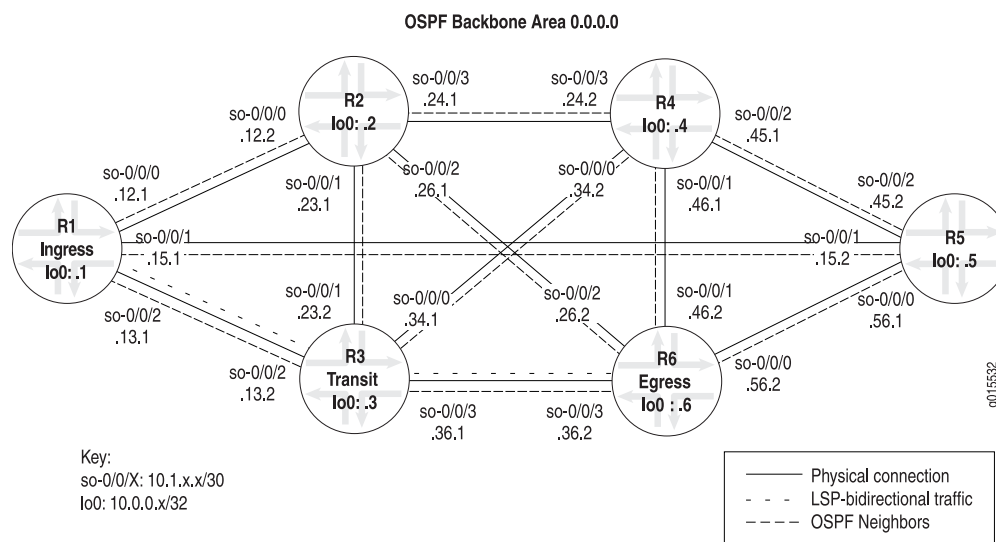 OSPF Backbone Area 0.0.0.0
R2
lo0: .2
so-0/0/3
.24.1
so-0/0/3
.24.2
R4
lo0: .4
so-0/0/0
.12.2
so-0/0/2
.45.1
so-0/0/0
.12.1
so-0/0/1
.23.1
so-0/0/2
.26.1
so-0/0/0
.34.2
so-0/0/1
.46.1
so-0/0/2
.45.2
R1
Ingress
lo0: .1
so-0/0/1
.15.1
so-0/0/1
.15.2
R5
lo0: .5
so-0/0/2
.13.1
so-0/0/1
.23.2
so-0/0/0
.34.1
so-0/0/2
.26.2
so-0/0/1
.46.2
so-0/0/0
.56.1
so-0/0/2
.13.2
R3
Transit
lo0: .3
so-0/0/3
.36.1
so-0/0/3
.36.2
R6
Egress
lo0 : .6
so-0/0/0
.56.2
g015532
Key:
so-0/0/X: 10.1.x.x/30
lo0: 10.0.0.x/32
Physical connection
LSP-bidirectional traffic
OSPF Neighbors